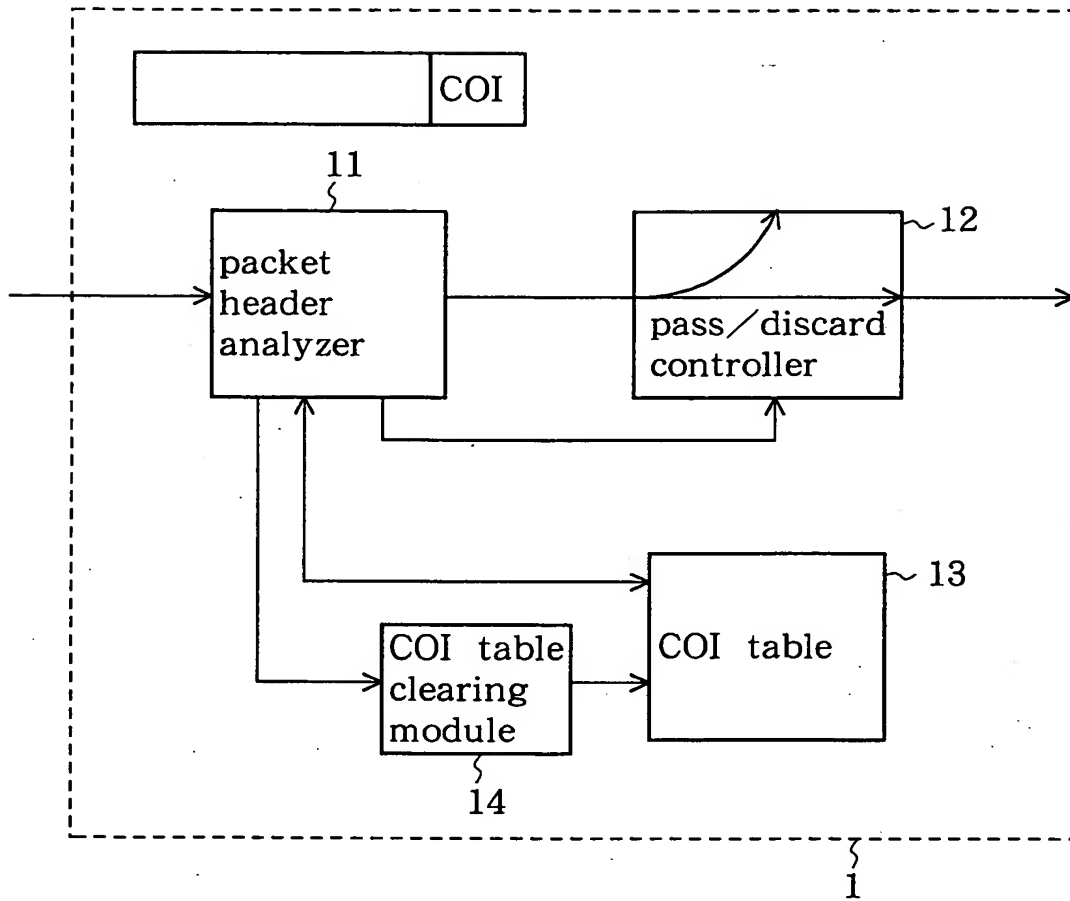 COI
11
packet
header
analyzer
12
pass／discard
controller
13
COI table
COI table
clearing
module
14
1